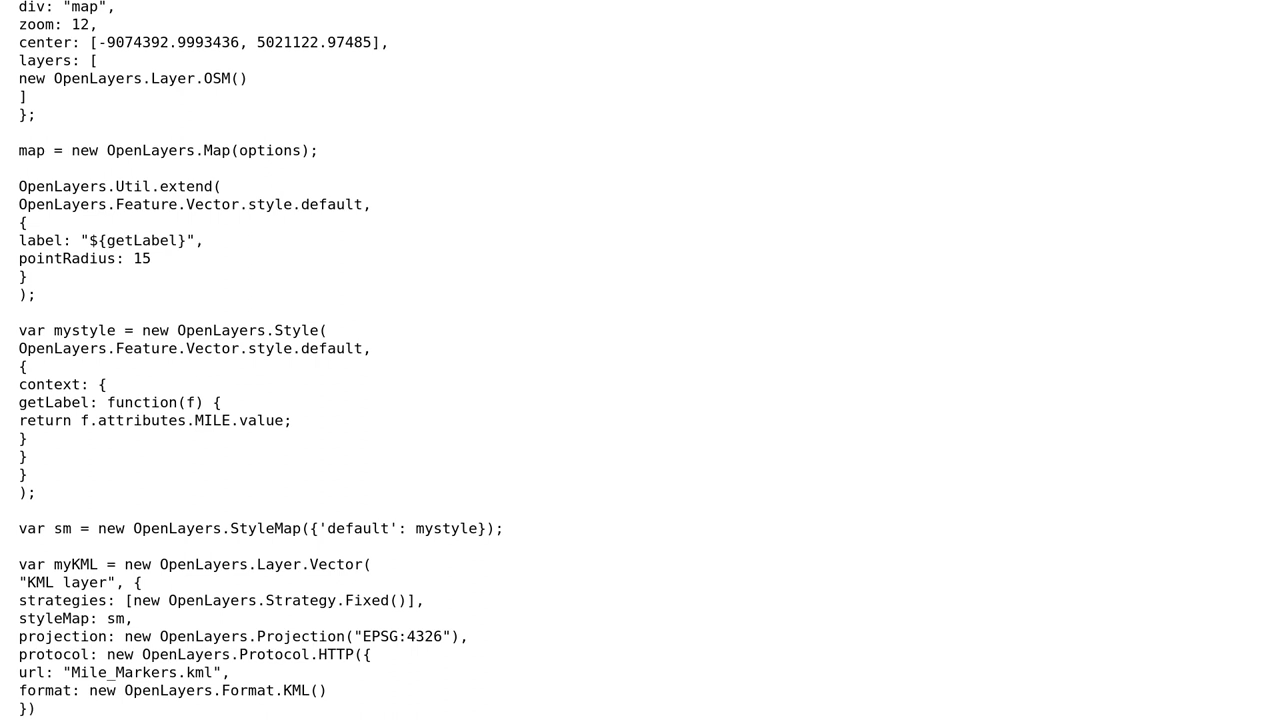 div: "map",
zoom: 12,
center: [-9074392.9993436, 5021122.97485],
layers: [
new OpenLayers.Layer.OSM()
]
};

map = new OpenLayers.Map(options);

OpenLayers.Util.extend(
OpenLayers.Feature.Vector.style.default,
{
label: "${getLabel}",
pointRadius: 15
}
);

var mystyle = new OpenLayers.Style(
OpenLayers.Feature.Vector.style.default,
{
context: {
getLabel: function(f) {
return f.attributes.MILE.value;
}
}
}
);

var sm = new OpenLayers.StyleMap({'default': mystyle});

var myKML = new OpenLayers.Layer.Vector(
"KML layer", {
strategies: [new OpenLayers.Strategy.Fixed()],
styleMap: sm,
projection: new OpenLayers.Projection("EPSG:4326"),
protocol: new OpenLayers.Protocol.HTTP({
url: "Mile_Markers.kml",
format: new OpenLayers.Format.KML()
})